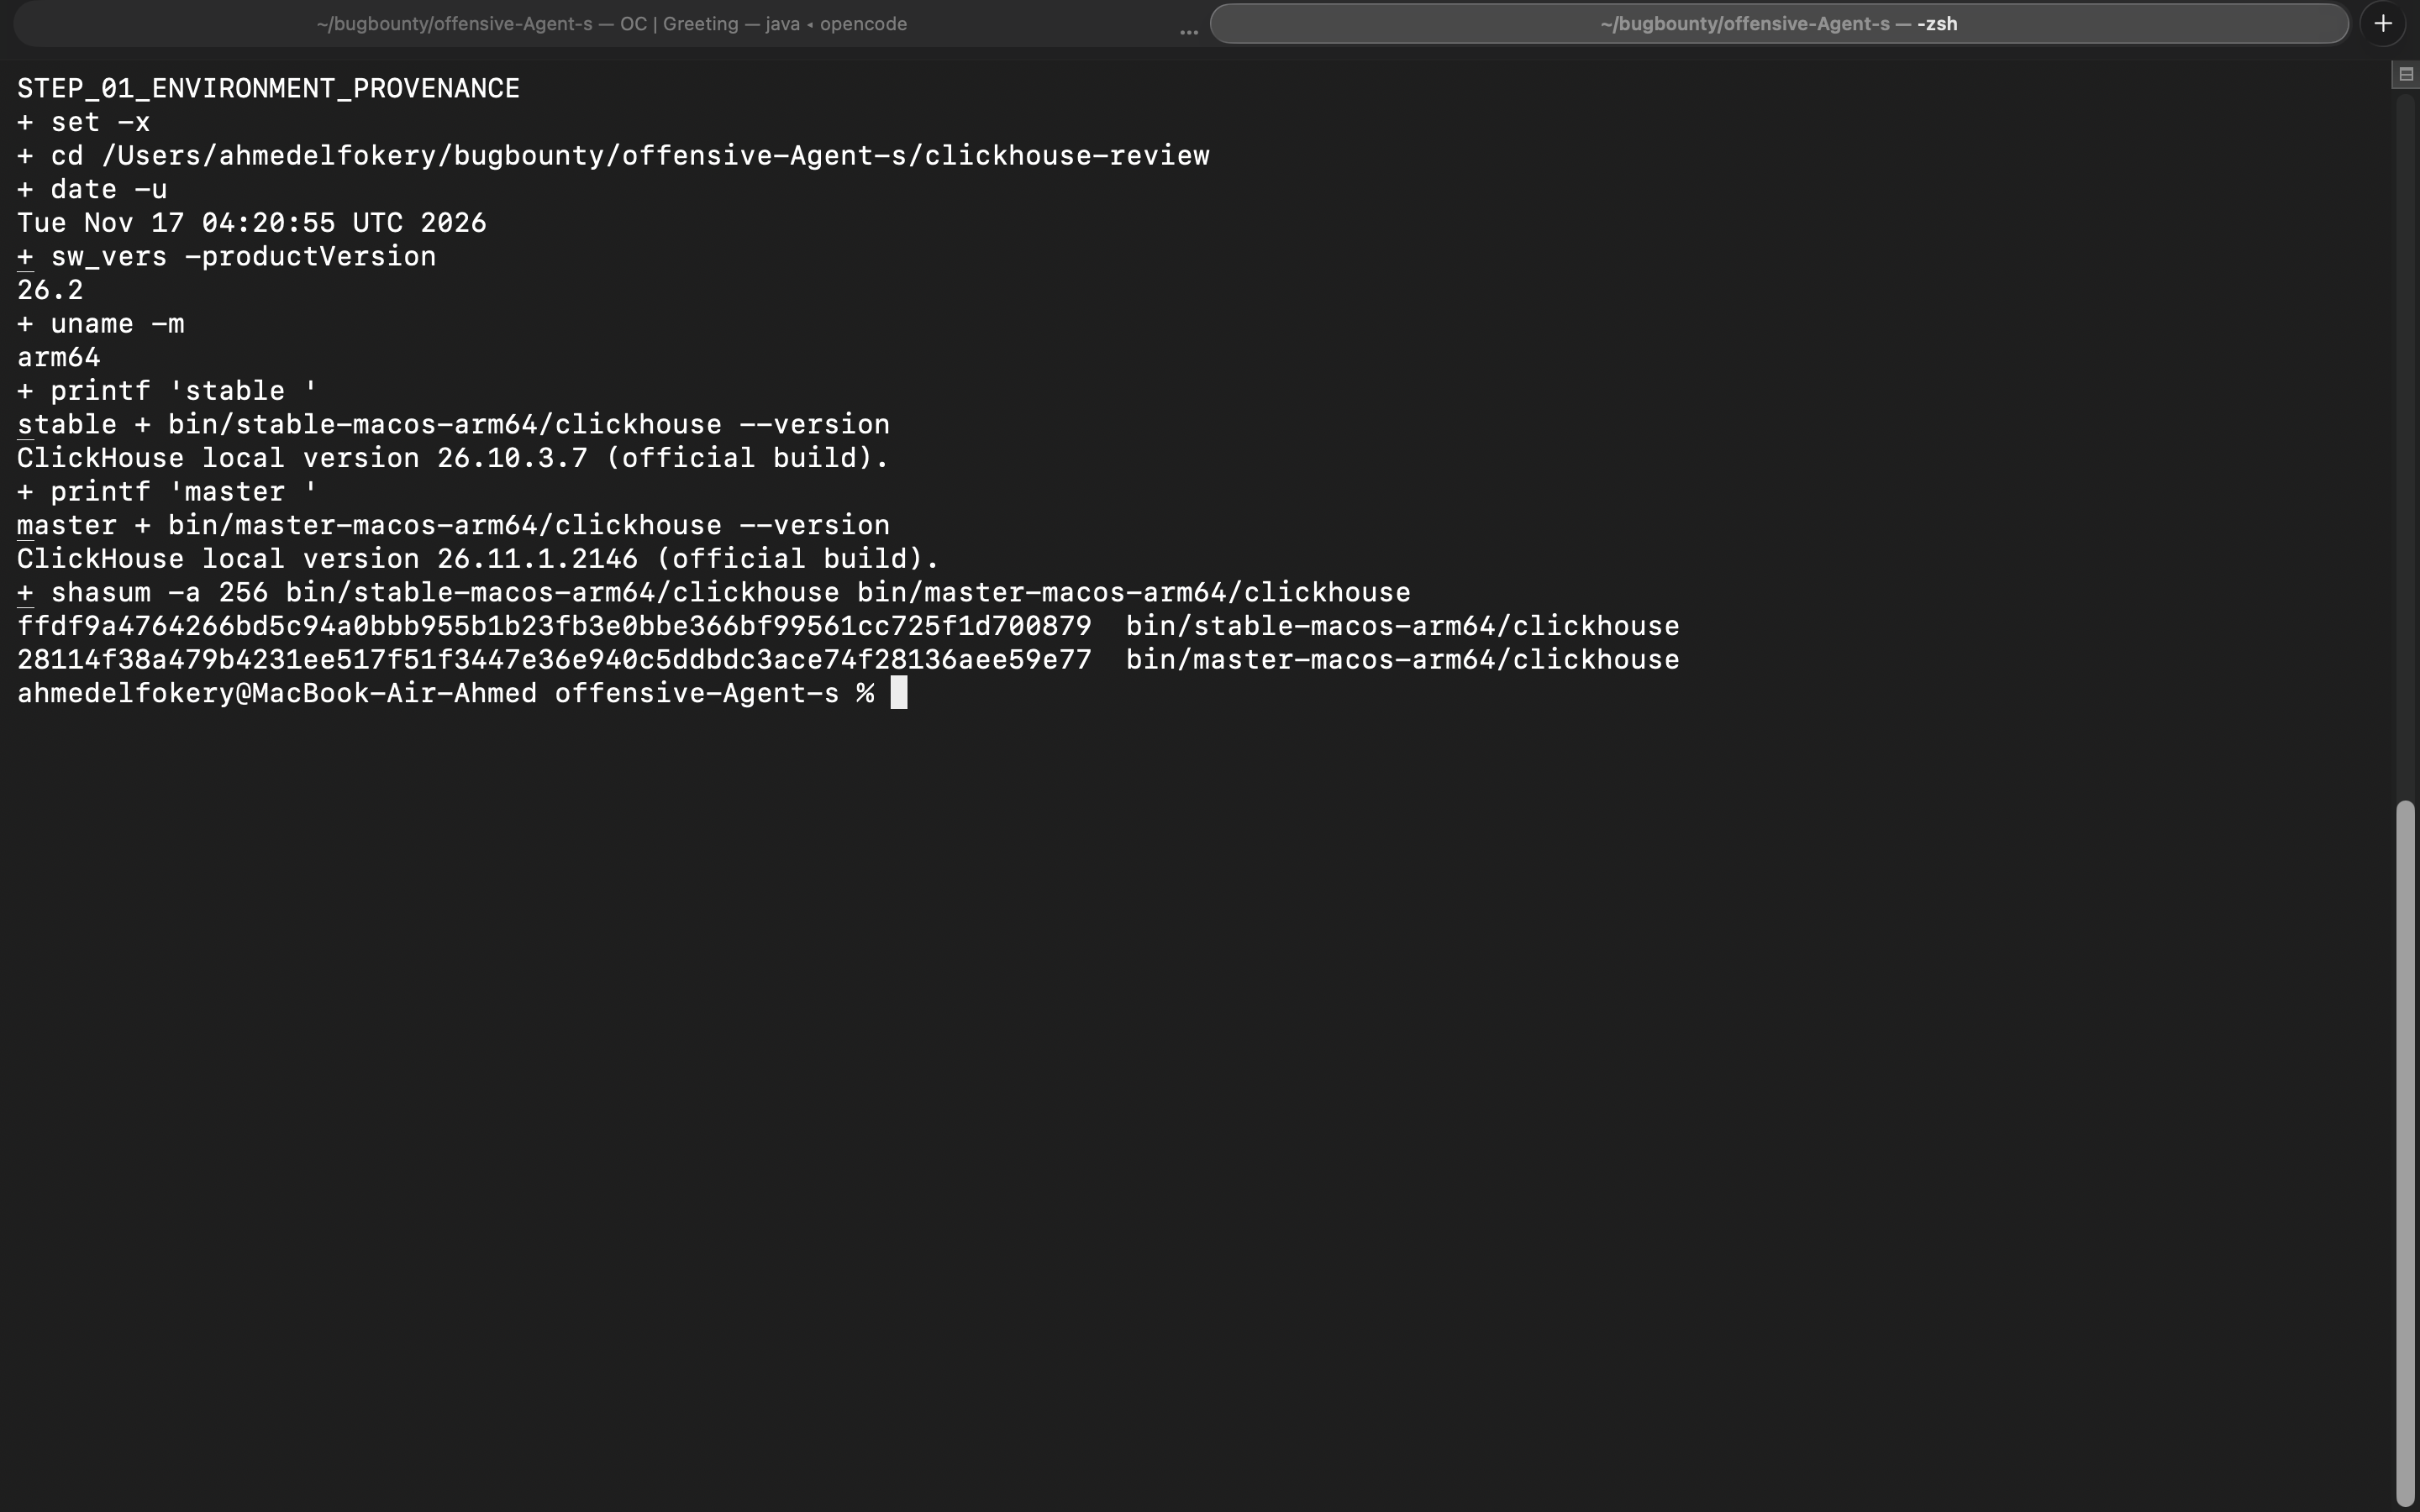 ~/bugbounty/offensive-Agent-s — OC | Greeting — java ◂ opencode
...
~/bugbounty/offensive-Agent-s — -zsh
+
STEP_01_ENVIRONMENT_PROVENANCE
+ set -x
+ cd /Users/ahmedelfokery/bugbounty/offensive-Agent-s/clickhouse-review
+ date -u
Tue Nov 17 04:20:55 UTC 2026
+ sw_vers -productVersion
26.2
+ uname -m
arm64
+ printf 'stable '
stable + bin/stable-macos-arm64/clickhouse --version
ClickHouse local version 26.10.3.7 (official build).
+ printf 'master '
master + bin/master-macos-arm64/clickhouse --version
ClickHouse local version 26.11.1.2146 (official build).
+ shasum -a 256 bin/stable-macos-arm64/clickhouse bin/master-macos-arm64/clickhouse
ffdf9a4764266bd5c94a0bbb955b1b23fb3e0bbe366bf99561cc725f1d700879  bin/stable-macos-arm64/clickhouse
28114f38a479b4231ee517f51f3447e36e940c5ddbdc3ace74f28136aee59e77  bin/master-macos-arm64/clickhouse
ahmedelfokery@MacBook-Air-Ahmed offensive-Agent-s %